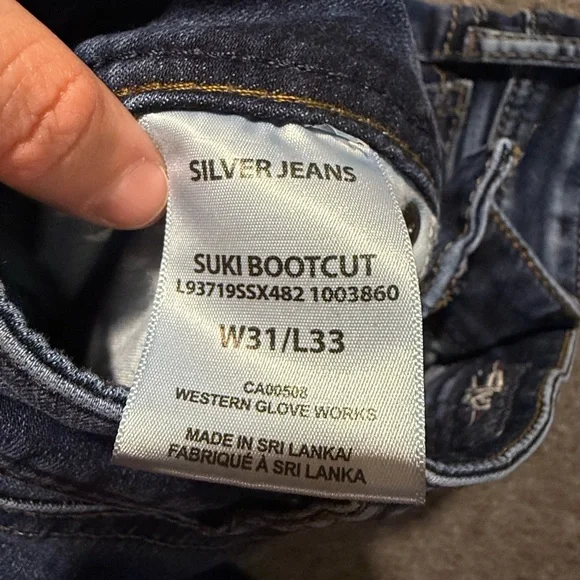 SILVER JEANS
SUKI BOOTCUT
L93719SSX482 1003860
W31/L33
CA00508
WESTERN GLOVE WORKS
MADE IN SRI LANKA/
FABRIQUÉ À SRI LANKA